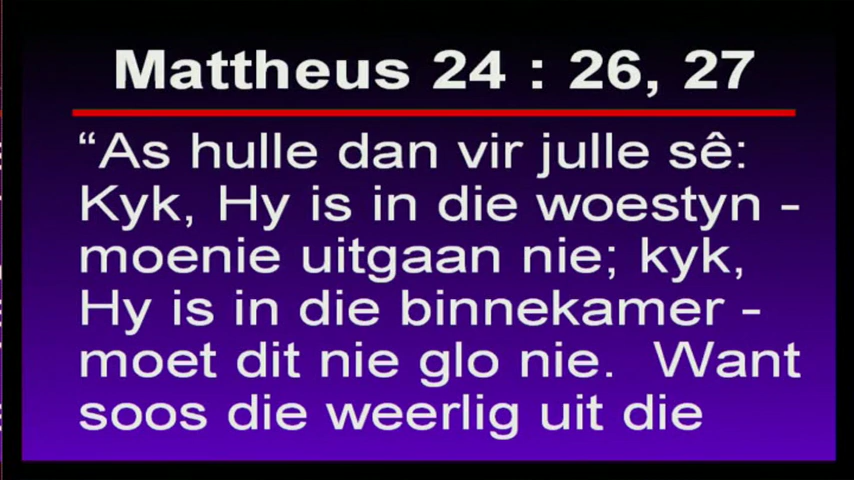 Mattheus 24 : 26, 27
“As hulle dan vir julle sê:
Kyk, Hy is in die woestyn -
moenie uitgaan nie; kyk,
Hy is in die binnekamer -
moet dit nie glo nie.  Want
soos die weerlig uit die